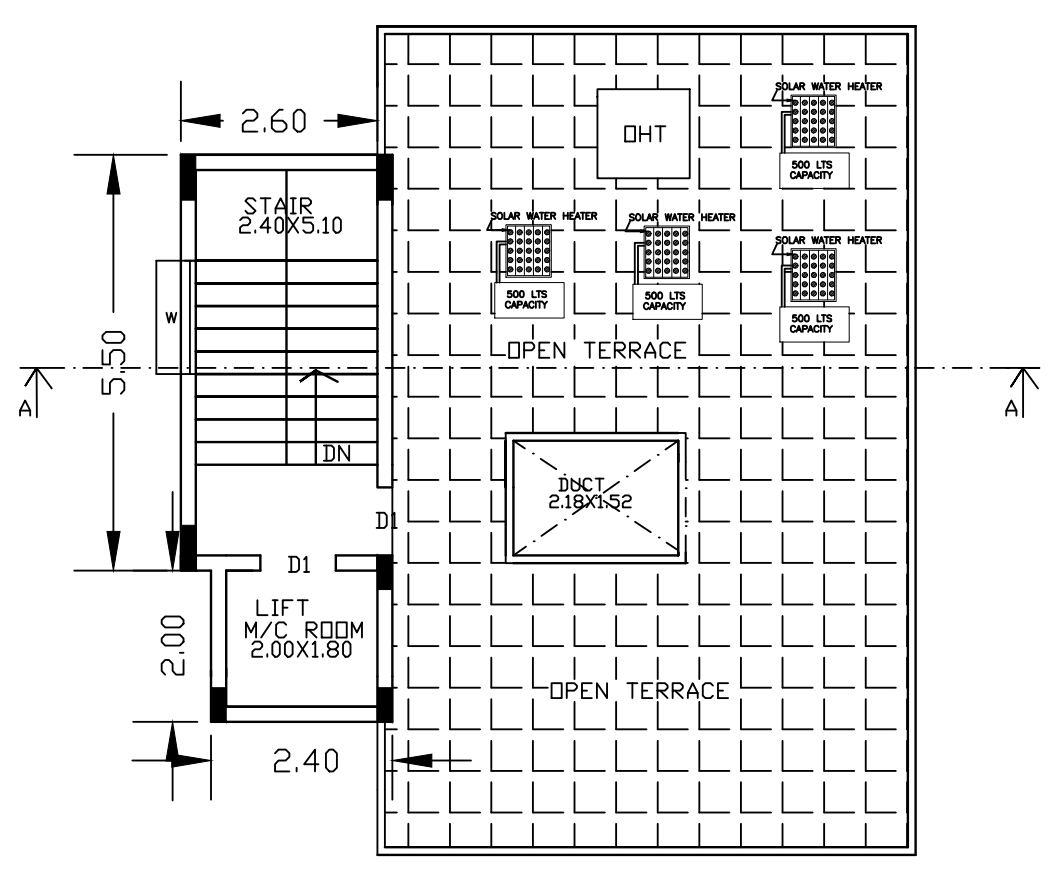 SOLAR WATER HEATER
2.60
OHT
500 LTS
CAPACITY
STAIR
2.40X5.10
SOLAR WATER HEATER
SOLAR WATER HEATER
SOLAR WATER HEATER
500 LTS
CAPACITY
500 LTS
CAPACITY
500 LTS
CAPACITY
W
OPEN TERRACE
5.50
A
A
DN
DUCT
2.18X1.52
D1
D1
LIFT
M/C ROOM
2.00X1.80
2.00
OPEN TERRACE
2.40